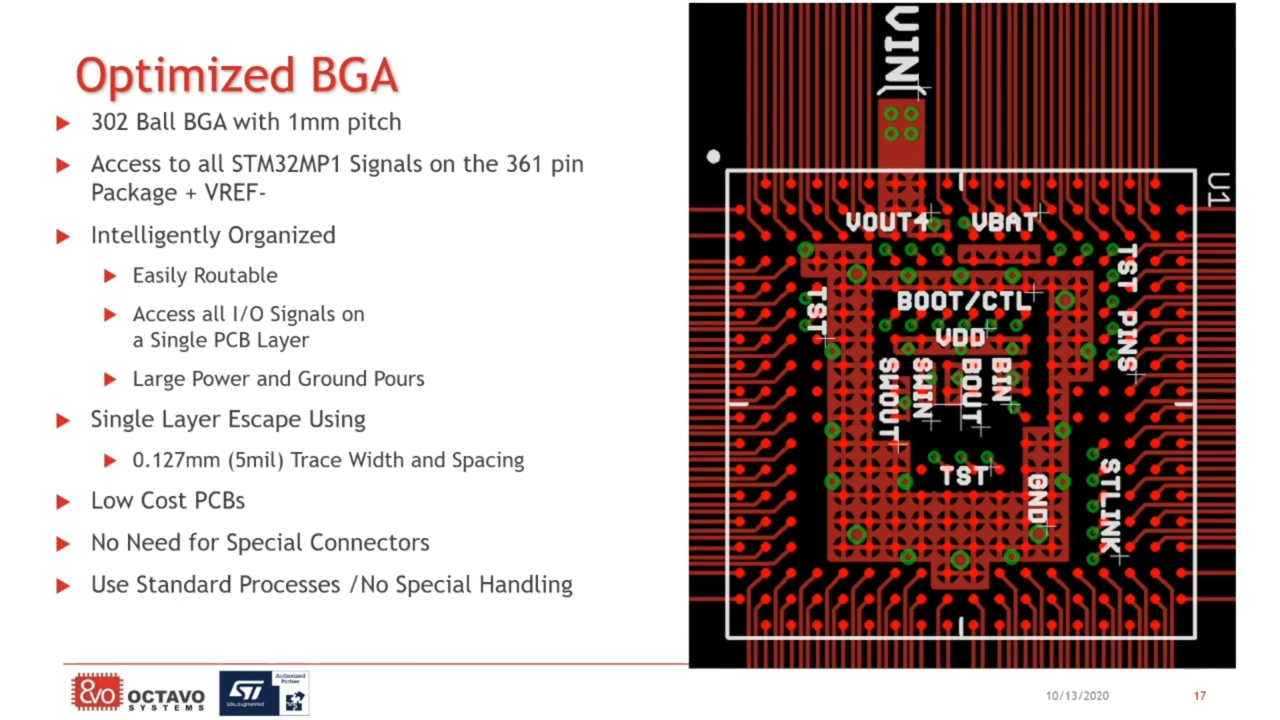 Optimized BGA
302 Ball BGA with 1mm pitch
Access to all STM32MP1 Signals on the 361 pin
Package + VREF-
Intelligently Organized
Easily Routable
Access all I/O Signals on
a Single PCB Layer
Large Power and Ground Pours
Single Layer Escape Using
0.127mm (5mil) Trace Width and Spacing
Low Cost PCBs
No Need for Special Connectors
Use Standard Processes /No Special Handling
VIN(
U1
VOUT4
VBAT
TST PINS
TST
BOOT/CTL
VDD
SWOUT
SWIN
BOUT
BIN
TST
GND
STLINK
OCTAVO
SYSTEMS
ST
life.augmented
Authorized
Partner
10/13/2020
17